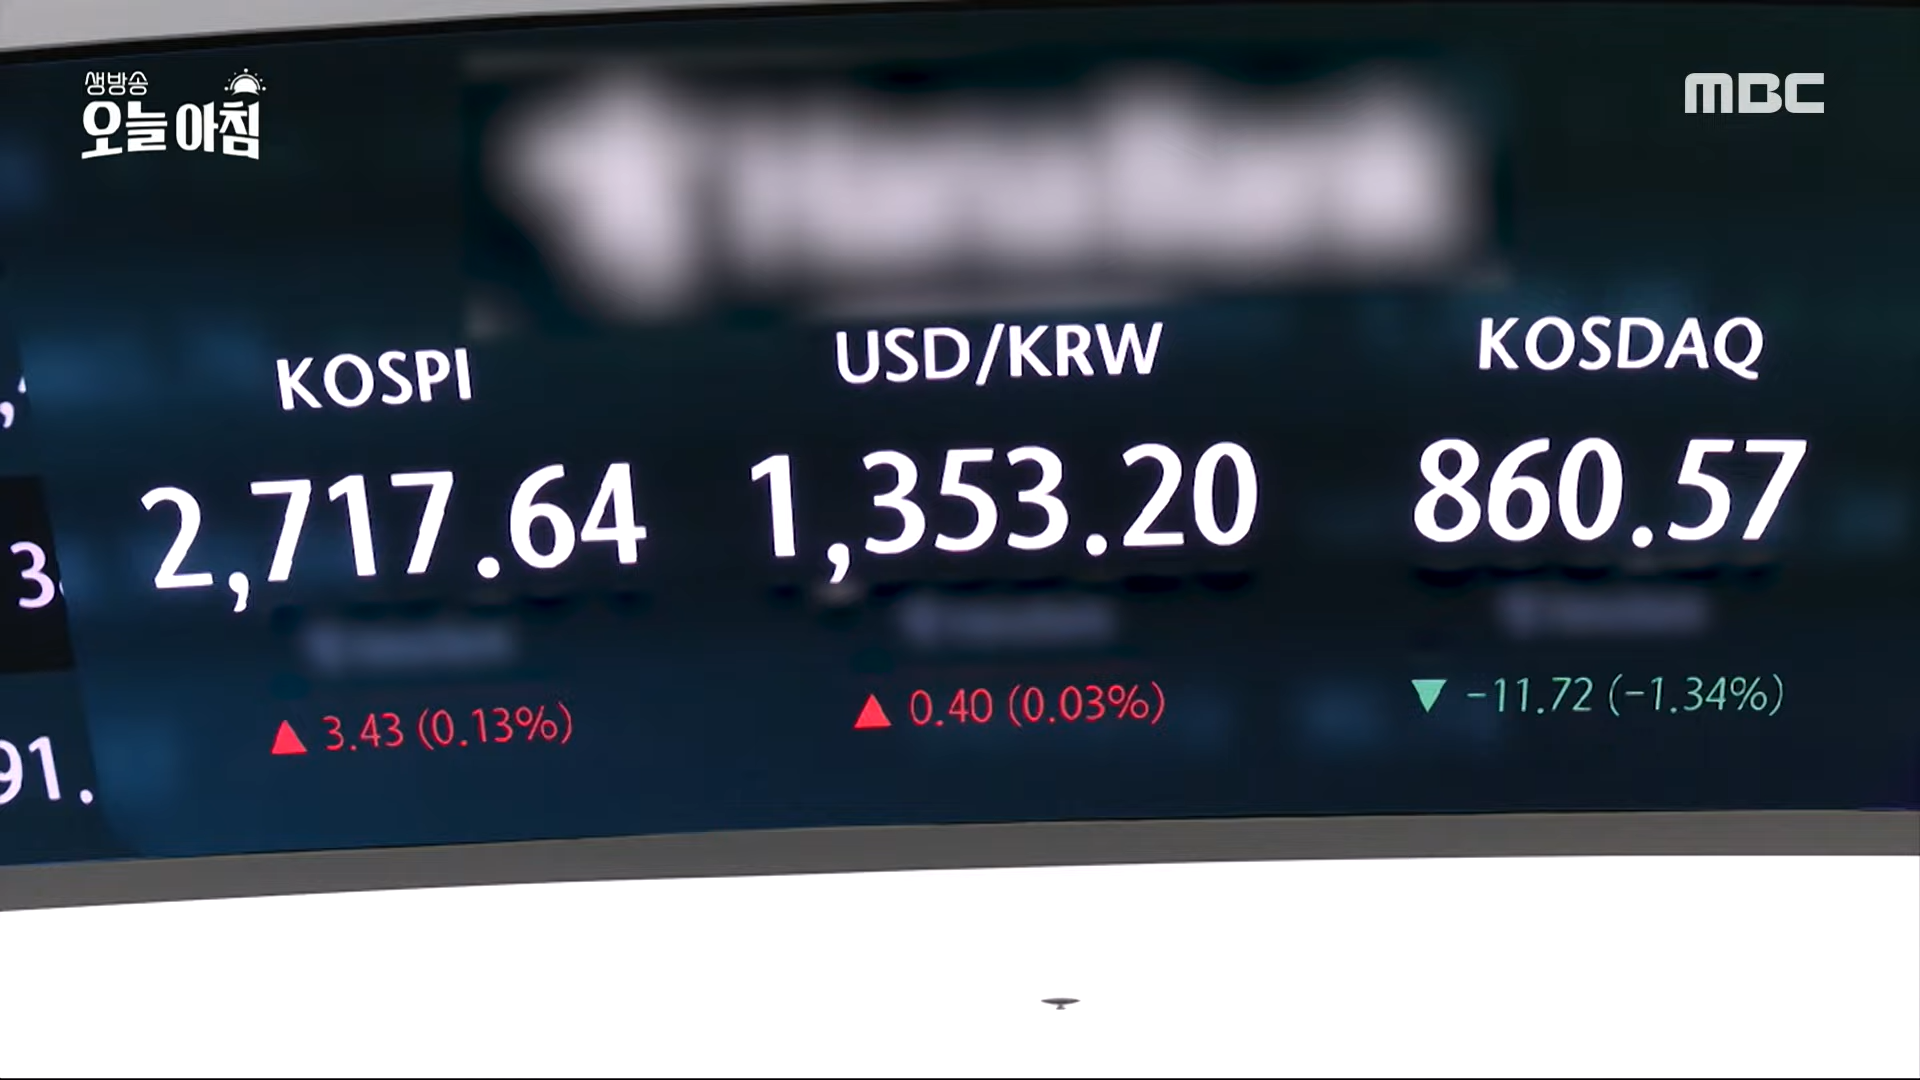 생방송
오늘 아침
MBC
KOSPI
2,717.64
▲ 3.43 (0.13%)
USD/KRW
1,353.20
▲ 0.40 (0.03%)
KOSDAQ
860.57
▼ -11.72 (-1.34%)
91.